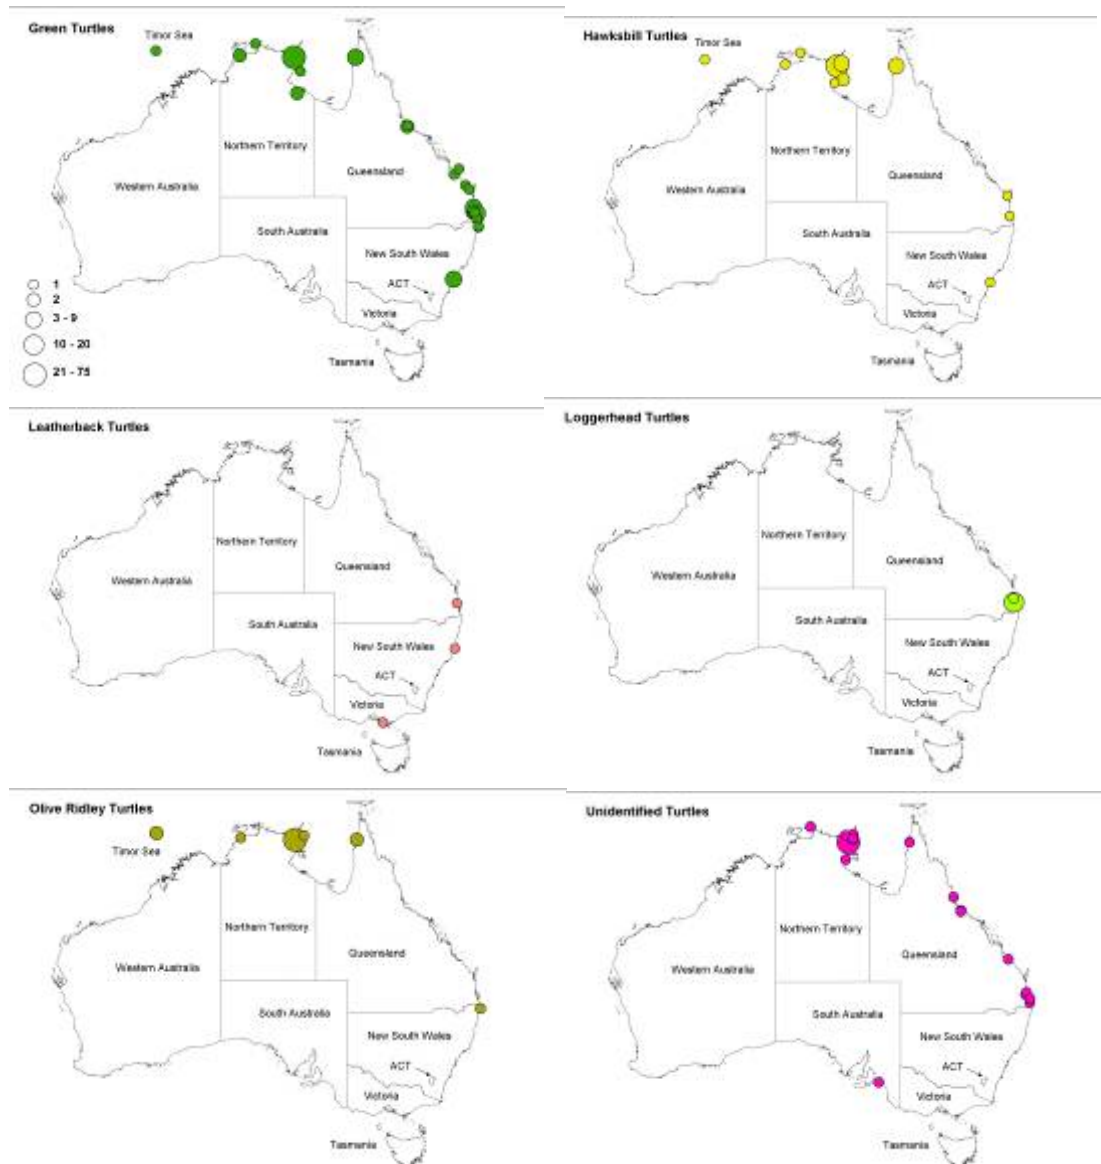 Green Turtles
Timor Sea
Northern Territory
Queensland
Western Australia
South Australia
New South Wales
ACT
Victoria
Tasmania
1
2
3 - 9
10 - 20
21 - 75
Hawksbill Turtles
Timor Sea
Northern Territory
Queensland
Western Australia
South Australia
New South Wales
ACT
Victoria
Tasmania
Leatherback Turtles
Northern Territory
Queensland
Western Australia
South Australia
New South Wales
ACT
Victoria
Tasmania
Loggerhead Turtles
Northern Territory
Queensland
Western Australia
South Australia
New South Wales
ACT
Victoria
Tasmania
Olive Ridley Turtles
Timor Sea
Northern Territory
Queensland
Western Australia
South Australia
New South Wales
ACT
Victoria
Tasmania
Unidentified Turtles
Northern Territory
Queensland
Western Australia
South Australia
New South Wales
ACT
Victoria
Tasmania